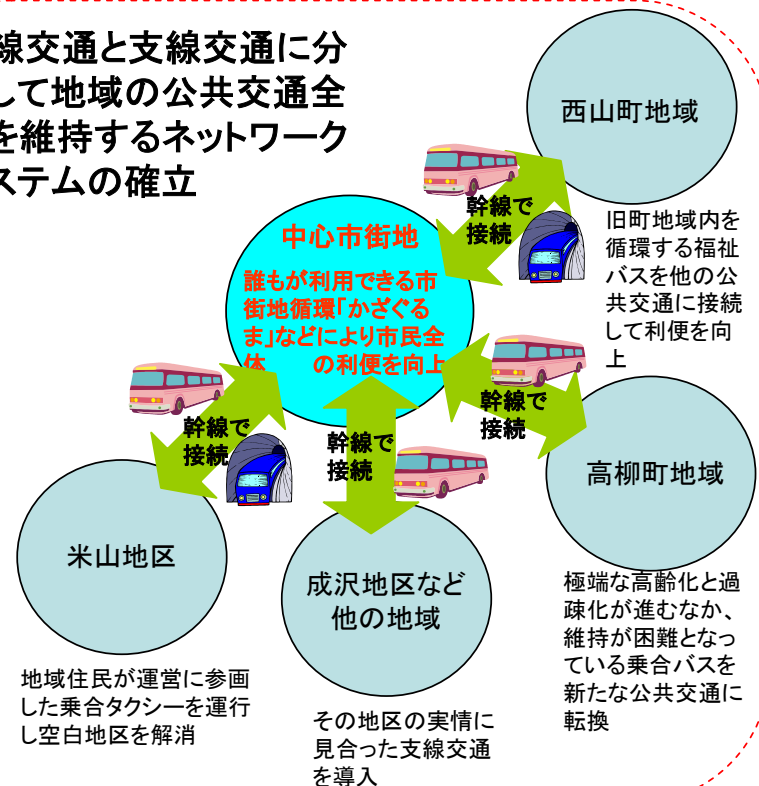 線交通と支線交通に分
して地域の公共交通全
を維持するネットワーク
ステムの確立
西山町地域
幹線で
接続
旧町地域内を
循環する福祉
バスを他の公
共交通に接続
して利便を向
上
中心市街地
誰もが利用できる市
街地循環「かざぐる
ま」などにより市民全
体　　の利便を向上
幹線で
接続
幹線で
接続
幹線で
接続
高柳町地域
極端な高齢化と過
疎化が進むなか、
維持が困難となっ
ている乗合バスを
新たな公共交通に
転換
米山地区
地域住民が運営に参画
した乗合タクシーを運行
し空白地区を解消
成沢地区など
他の地域
その地区の実情に
見合った支線交通
を導入